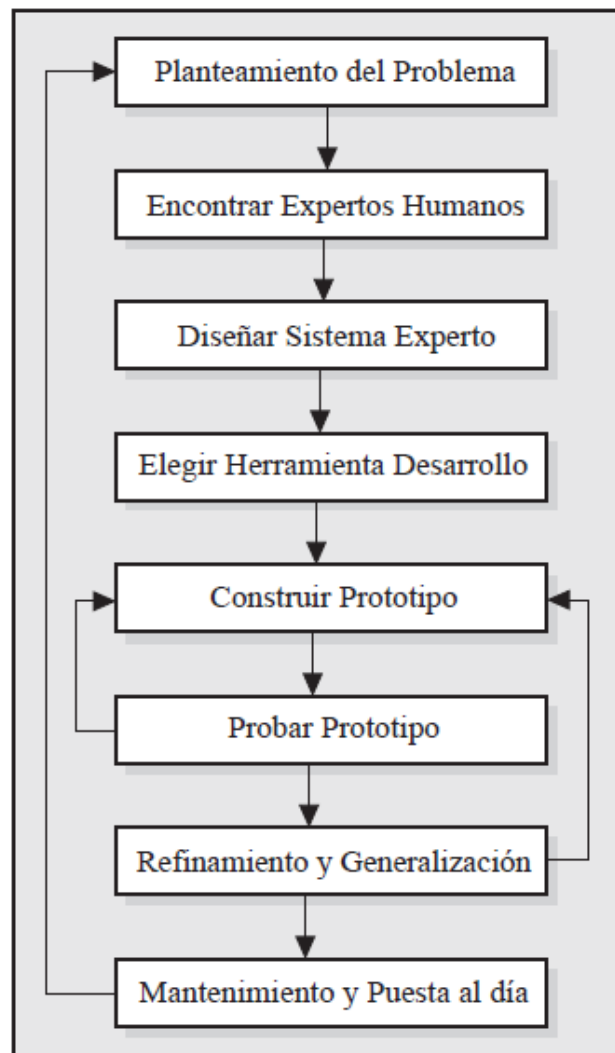 Planteamiento del Problema
Encontrar Expertos Humanos
Diseñar Sistema Experto
Elegir Herramienta Desarrollo
Construir Prototipo
Probar Prototipo
Refinamiento y Generalización
Mantenimiento y Puesta al día